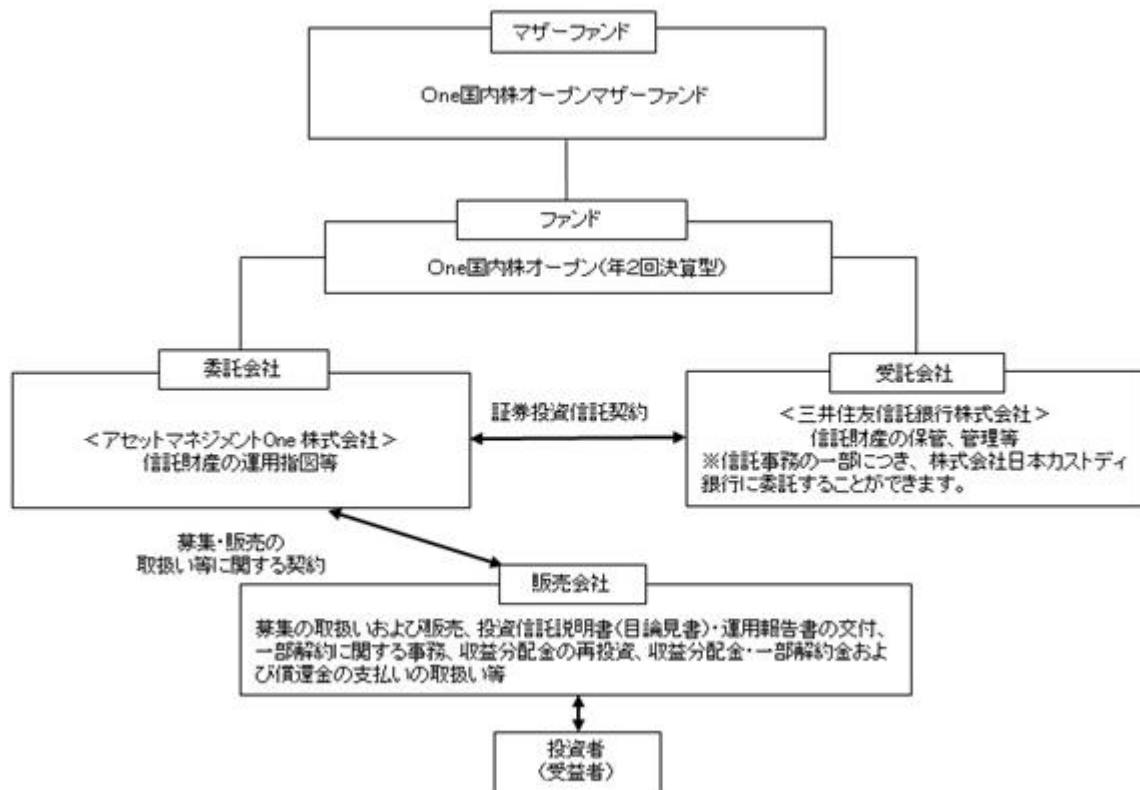 マザーファンド
One国内株オープンマザーファンド
ファンド
One国内株オープン(年2回決算型)
委託会社
<アセットマネジメントOne 株式会社>
信託財産の運用指図等
証券投資信託契約
受託会社
<三井住友信託銀行株式会社>
信託財産の保管、管理等
※信託事務の一部につき、株式会社日本カストディ
銀行に委託することができます。
募集・販売の
取扱い等に関する契約
販売会社
募集の取扱いおよび販売、投資信託説明書(目論見書)・運用報告書の交付、
一部解約に関する事務、収益分配金の再投資、収益分配金・一部解約金およ
び償還金の支払いの取扱い等
投資者
(受益者)